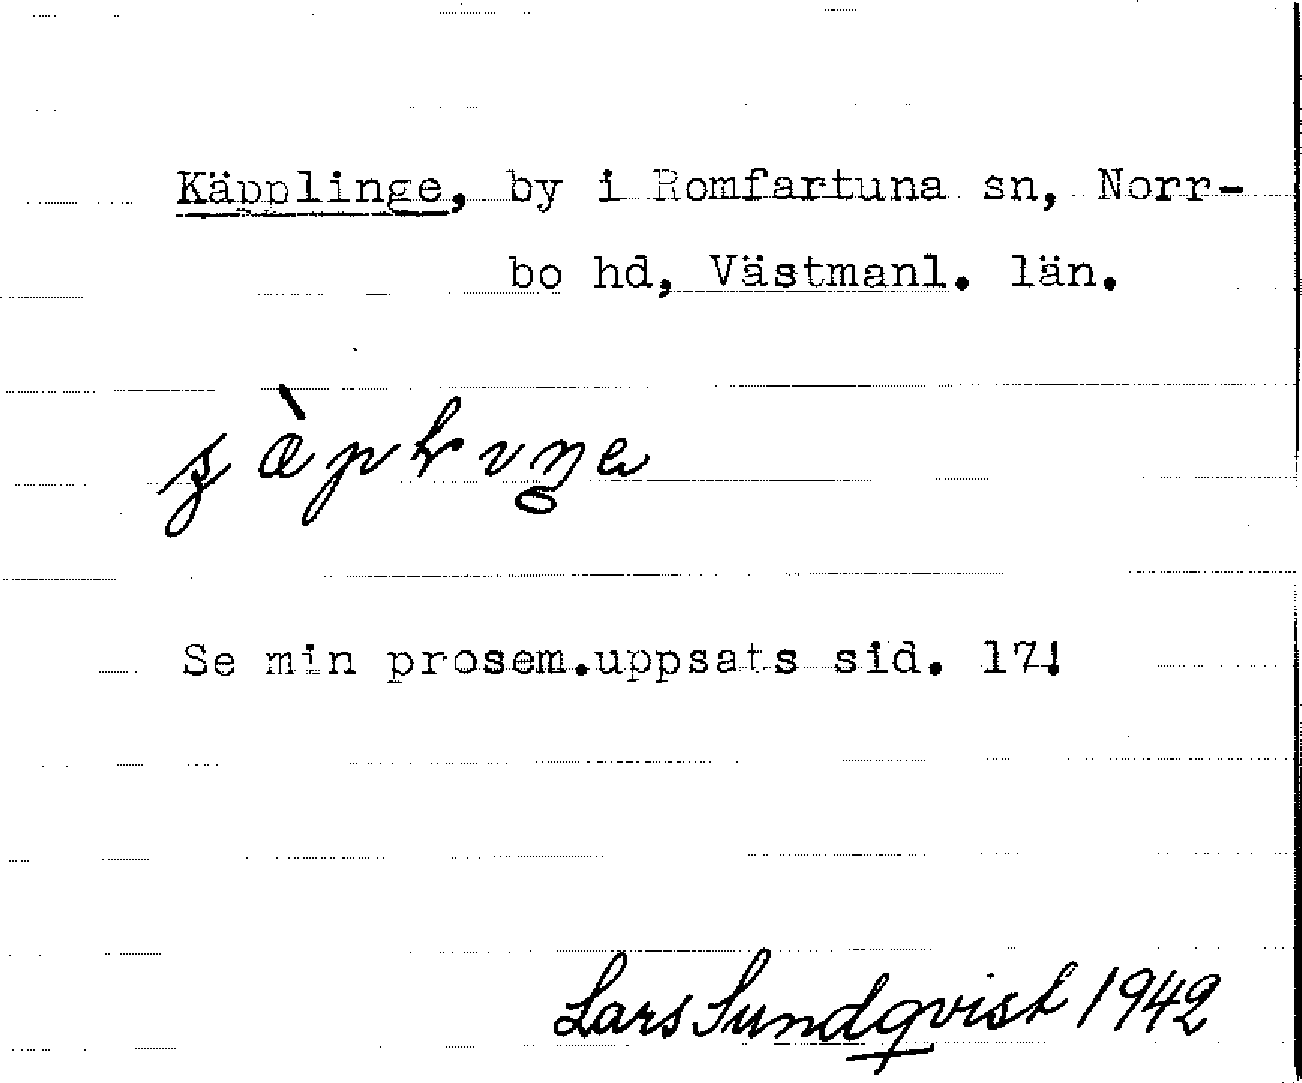 Käpplinge, by i Romfartuna sn, Norr-
bo hd, Västmanl. län.
Se min prosem.uppsats sid. 17!
Lars Sundqvist 1942